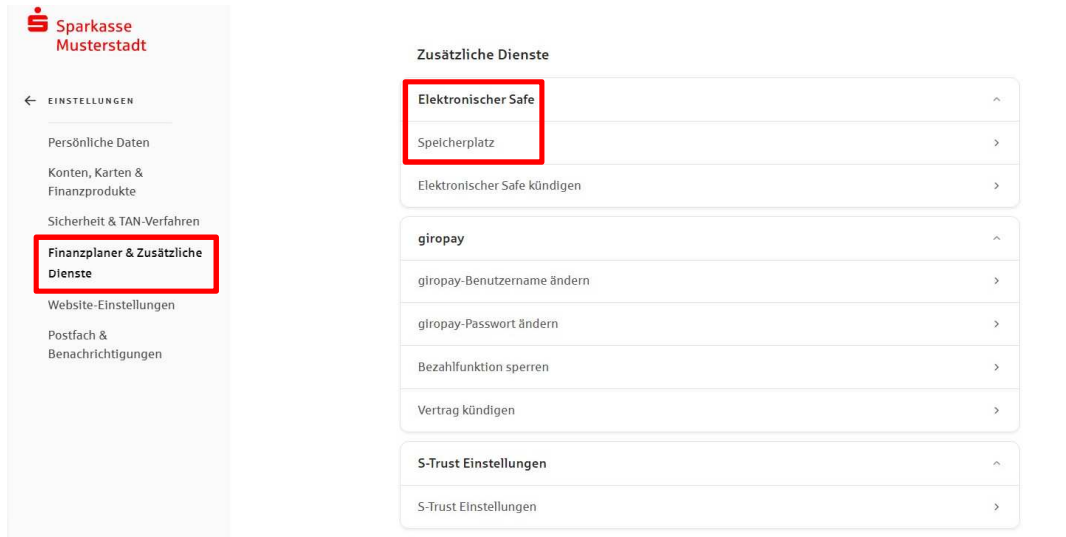 Sparkasse
Musterstadt
EINSTELLUNGEN
Persönliche Daten
Konten, Karten &
Finanzprodukte
Sicherheit & TAN-Verfahren
Finanzplaner & Zusätzliche
Dienste
Website-Einstellungen
Postfach &
Benachrichtigungen
Zusätzliche Dienste
Elektronischer Safe
Speicherplatz
Elektronischer Safe kündigen
giropay
giropay-Benutzername ändern
giropay-Passwort ändern
Bezahlfunktion sperren
Vertrag kündigen
S-Trust Einstellungen
S-Trust Einstellungen